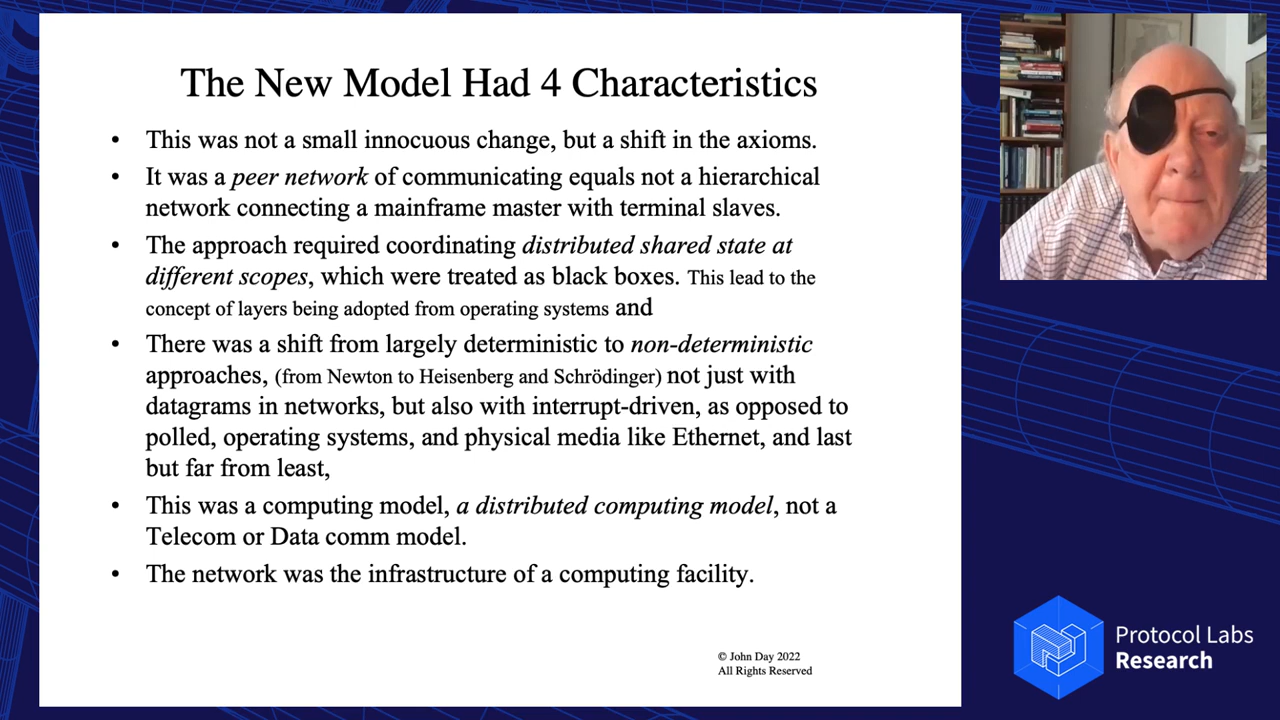 The New Model Had 4 Characteristics
• This was not a small innocuous change, but a shift in the axioms.
• It was a peer network of communicating equals not a hierarchical
network connecting a mainframe master with terminal slaves.
• The approach required coordinating distributed shared state at
different scopes, which were treated as black boxes. This lead to the
concept of layers being adopted from operating systems and
• There was a shift from largely deterministic to non-deterministic
approaches, (from Newton to Heisenberg and Schrödinger) not just with
datagrams in networks, but also with interrupt-driven, as opposed to
polled, operating systems, and physical media like Ethernet, and last
but far from least,
• This was a computing model, a distributed computing model, not a
Telecom or Data comm model.
• The network was the infrastructure of a computing facility.
© John Day 2022
All Rights Reserved
Protocol Labs
Research